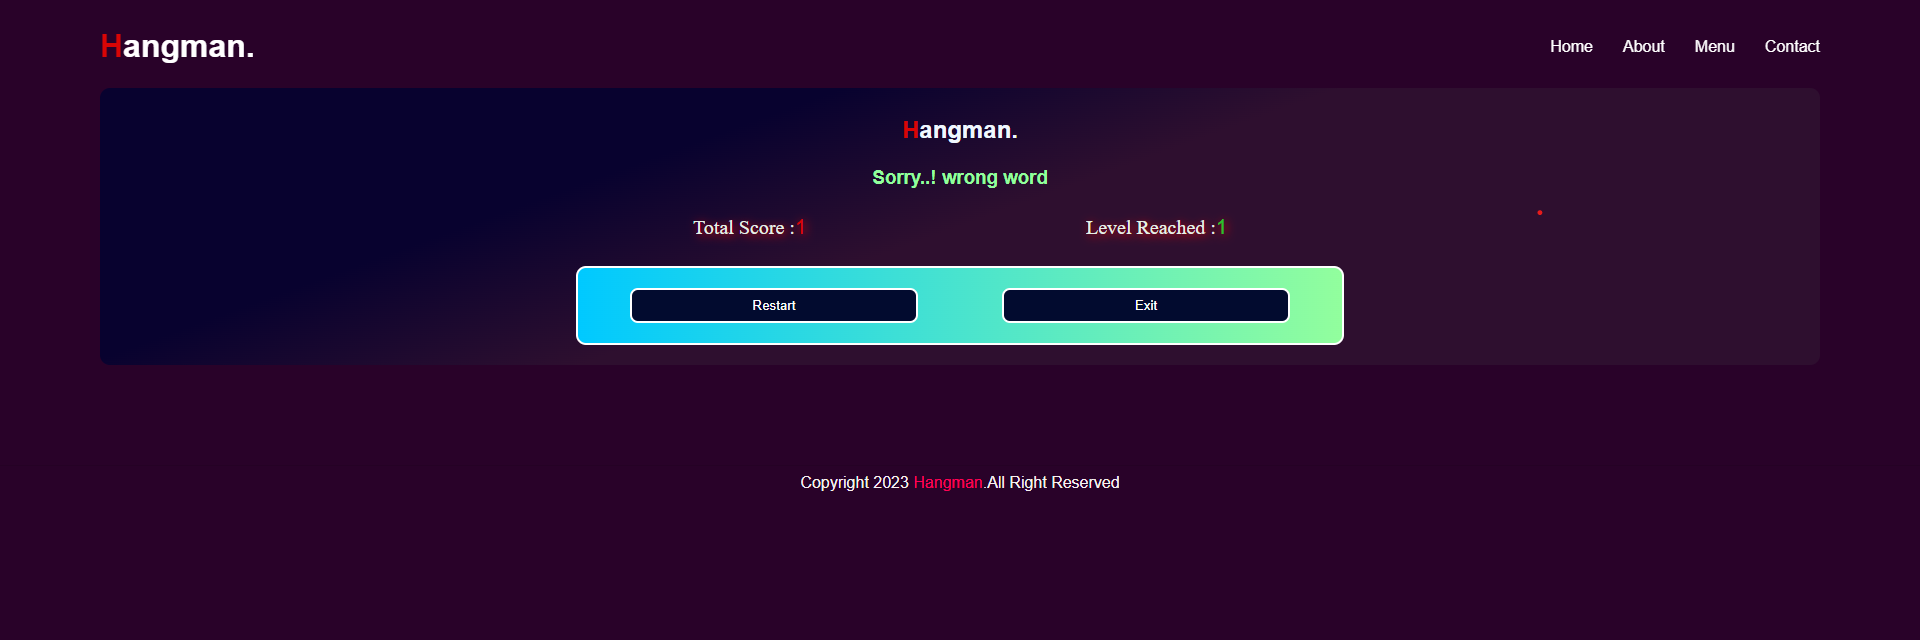 Hangman.
Home About Menu Contact
Hangman.
Sorry..! wrong word
Total Score :1 Level Reached :1
Restart Exit
Copyright 2023 Hangman.All Right Reserved